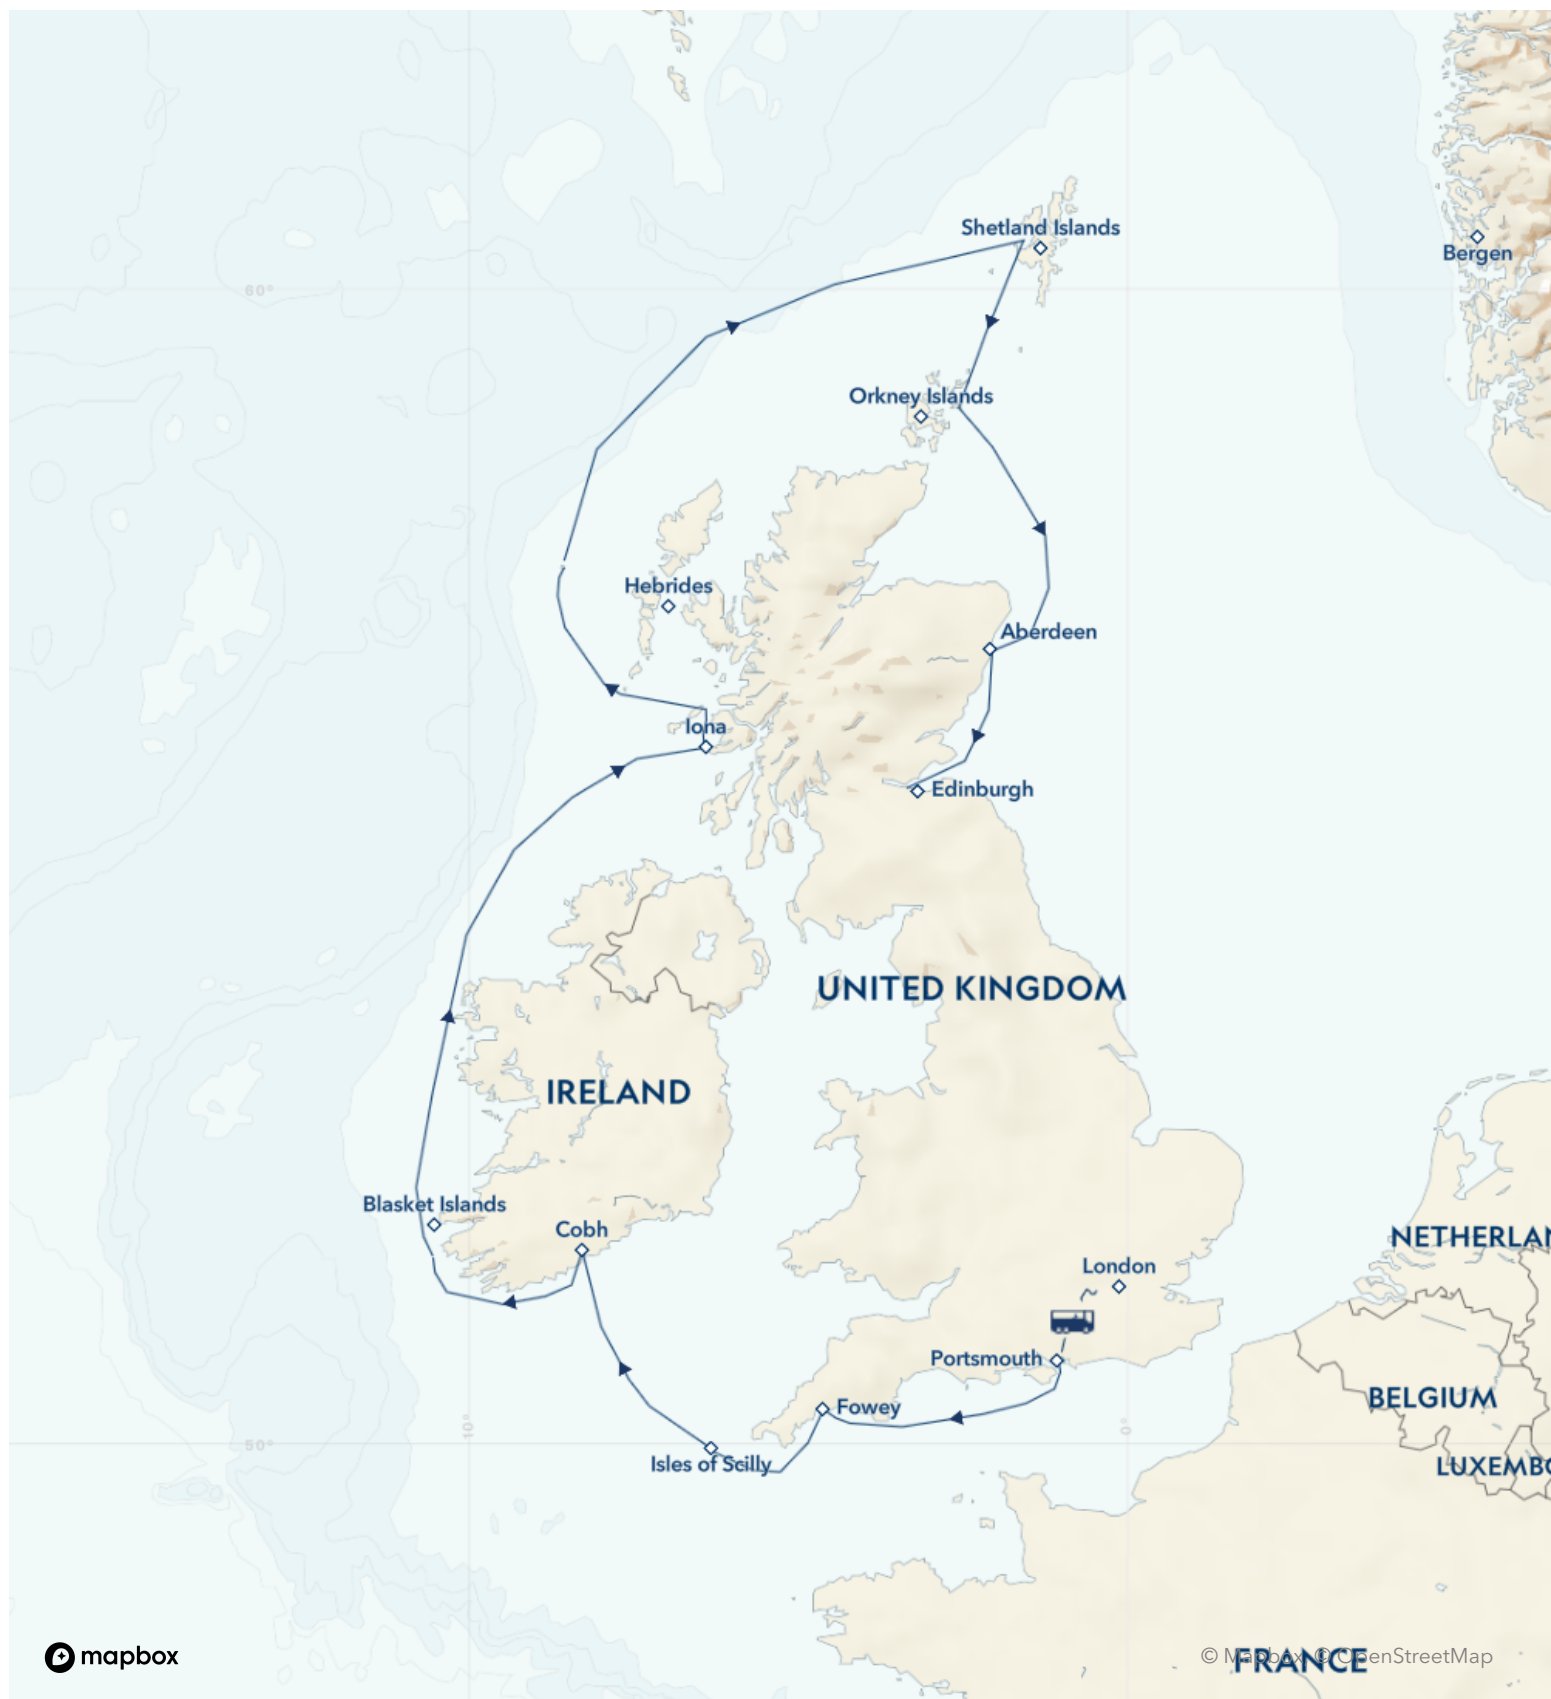 Shetland Islands
Bergen
60°
Orkney Islands
Hebrides
Aberdeen
Iona
Edinburgh
UNITED KINGDOM
IRELAND
Blasket Islands
Cobh
NETHERLAN
London
Portsmouth
BELGIUM
Fowey
10°
0°
50°
Isles of Scilly
LUXEMBO
mapbox
© Mapbox © OpenStreetMap
FRANCE